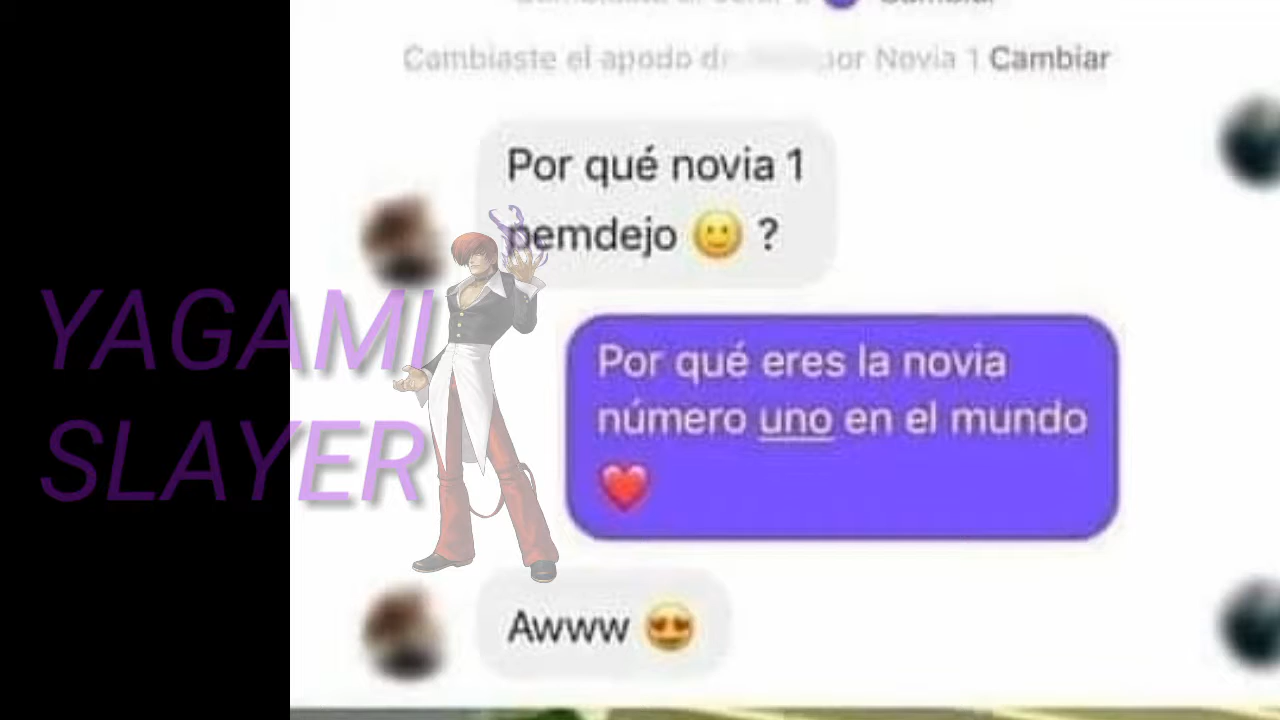 Cambiaste el apodo de por Novia 1 Cambiar
Por qué novia 1
pemdejo 🙂 ?
YAGAMI
SLAYER
Por qué eres la novia
número uno en el mundo
❤️
Awww 😍